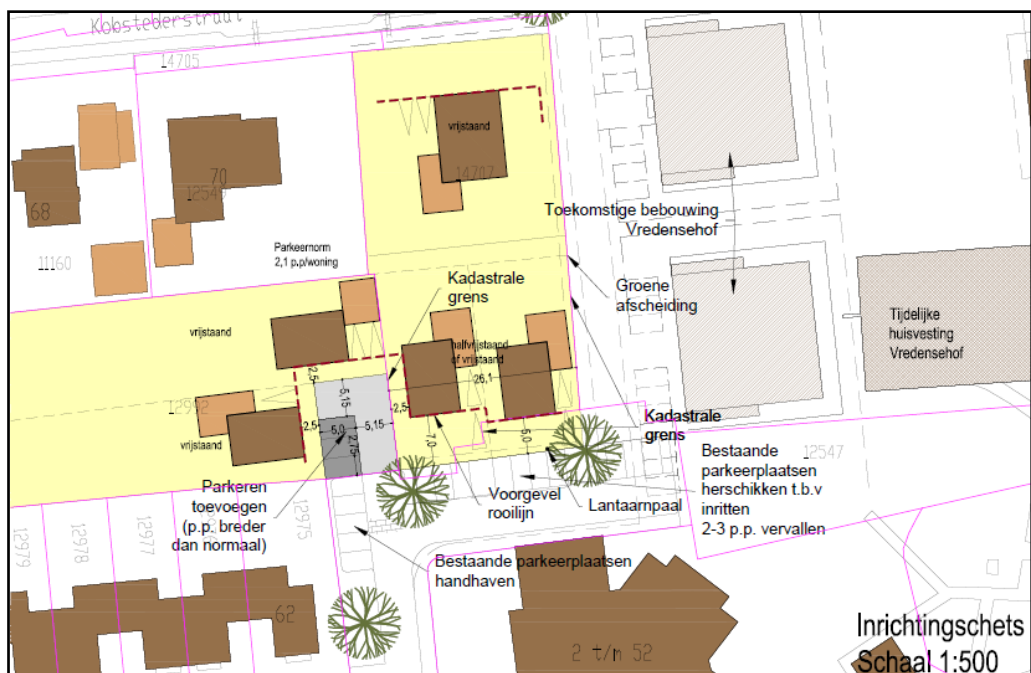 Kobstederstraat
14705
vrijstaand
14707
70
12549
68
11160
Toekomstige bebouwing
Vredensehof
Parkeernorm
2,1 p.p/woning
Kadastrale
grens
Groene
afscheiding
Tijdelijke
huisvesting
Vredensehof
vrijstaand
halfvrijstaand
of vrijstaand
2,5
5,15
26,1
2,5
12992
2,5
5,0
5,15
2,75
7,0
5,0
vrijstaand
Kadastrale
grens
12547
Bestaande
parkeerplaatsen
herschikken t.b.v
inritten
2-3 p.p. vervallen
Parkeren
toevoegen
(p.p. breder
dan normaal)
Voorgevel
rooilijn
Lantaarnpaal
12979
12978
12977
12975
Bestaande parkeerplaatsen
handhaven
62
2 t/m 52
Inrichtingschets
Schaal 1:500